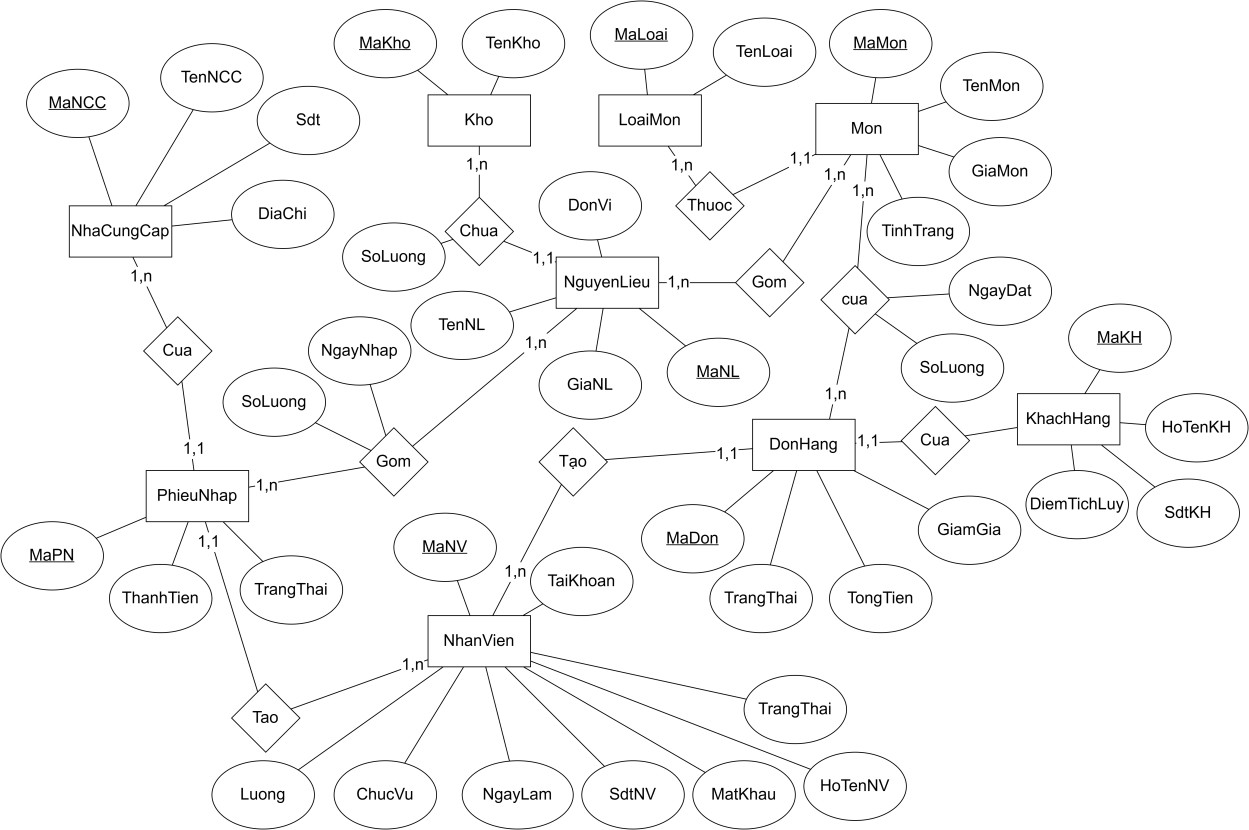 MaKho
TenKho
MaLoai
TenLoai
MaMon
MaNCC
TenNCC
Sdt
Kho
LoaiMon
Mon
TenMon
GiaMon
1,n
1,n
1,1
1,n
1,n
NhaCungCap
DiaChi
SoLuong
Chua
1,1
DonVi
Thuoc
TinhTrang
1,n
NguyenLieu
1,n
Gom
cua
NgayDat
Cua
NgayNhap
TenNL
1,n
GiaNL
MaNL
SoLuong
MaKH
SoLuong
1,n
1,1
Gom
Tạo
1,1
DonHang
1,1
Cua
KhachHang
HoTenKH
PhieuNhap
1,n
DiemTichLuy
SdtKH
MaPN
1,1
ThanhTien
TrangThai
MaNV
1,n
TaiKhoan
MaDon
TrangThai
TongTien
GiamGia
NhanVien
1,n
Tao
TrangThai
Luong
ChucVu
NgayLam
SdtNV
MatKhau
HoTenNV